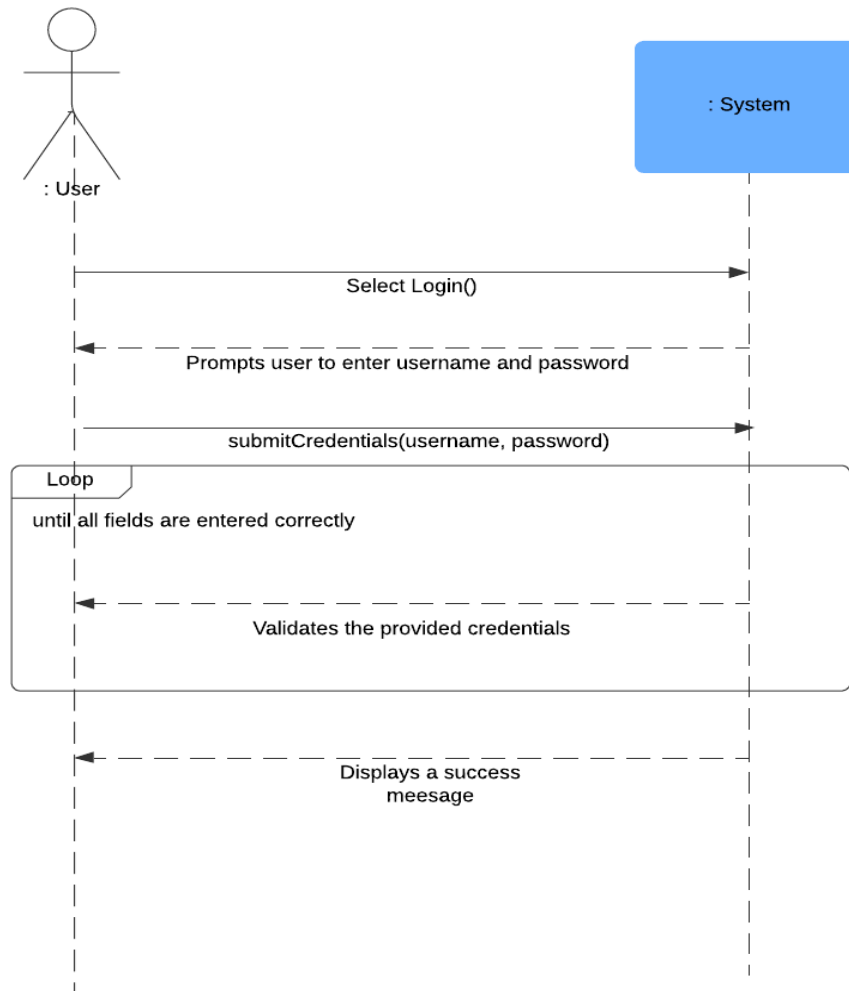 : System
: User
Select Login()
Prompts user to enter username and password
submitCredentials(username, password)
Loop
until all fields are entered correctly
Validates the provided credentials
Displays a success
meesage